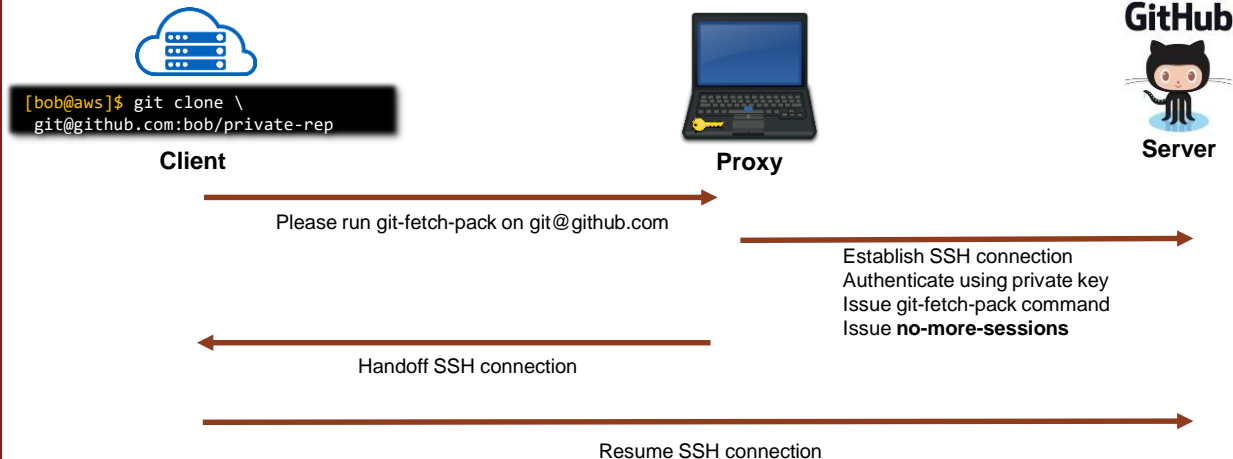 GitHub
[bob@aws]$ git clone \
git@github.com:bob/private-rep
Client
Proxy
Server
Please run git-fetch-pack on git@github.com
Establish SSH connection
Authenticate using private key
Issue git-fetch-pack command
Issue no-more-sessions
Handoff SSH connection
Resume SSH connection